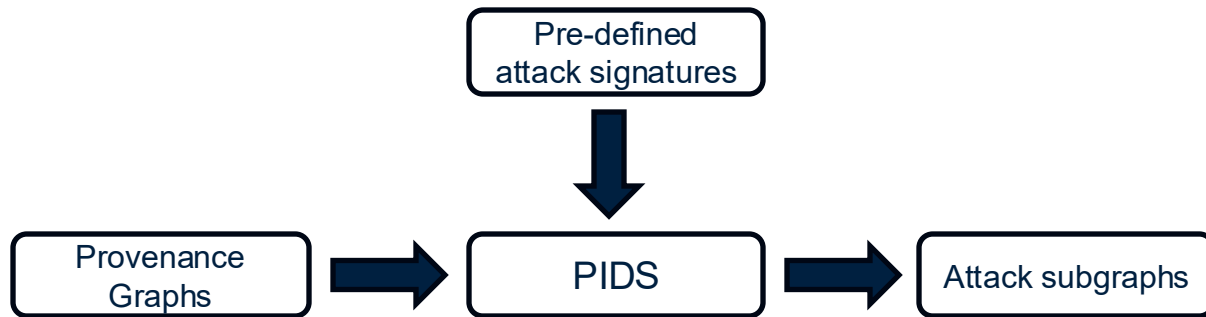 Pre-defined
attack signatures
Provenance
Graphs
PIDS
Attack subgraphs